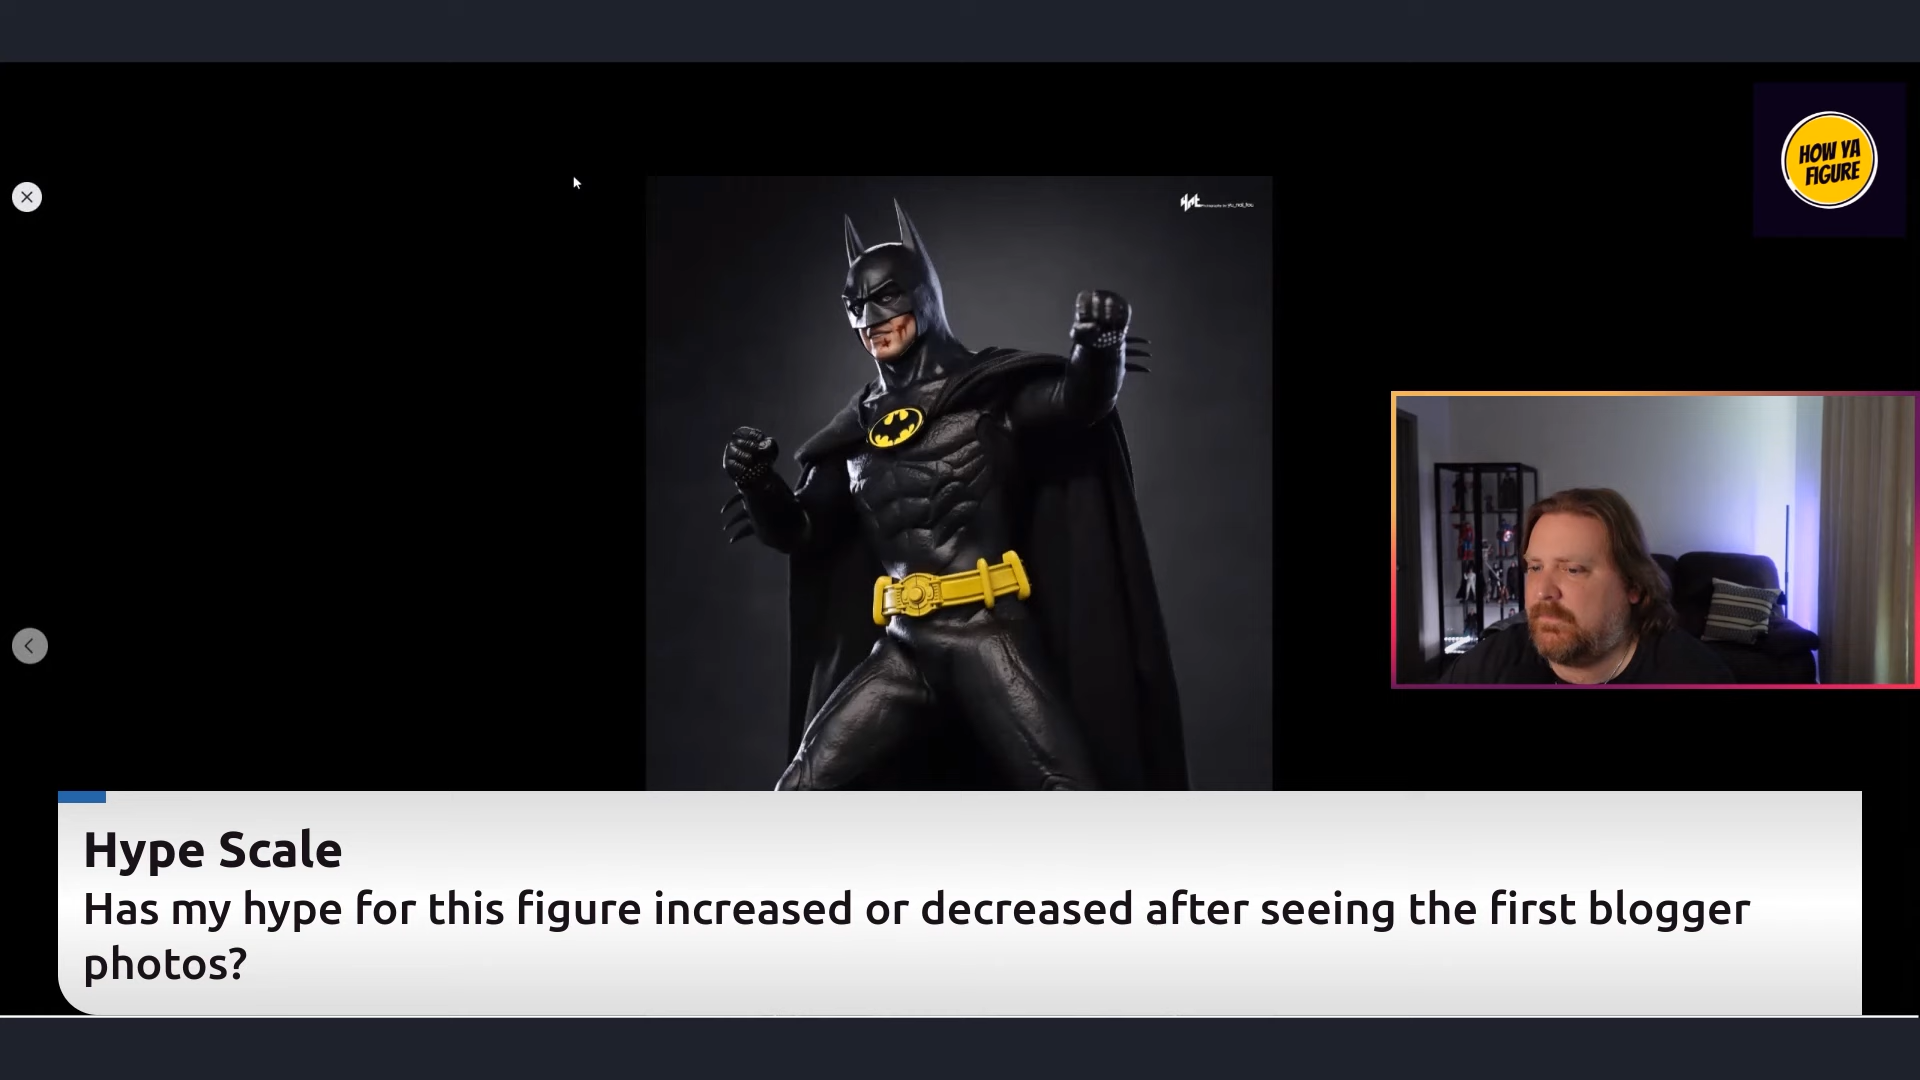 HOW YA
FIGURE
Hype Scale
Has my hype for this figure increased or decreased after seeing the first blogger
photos?